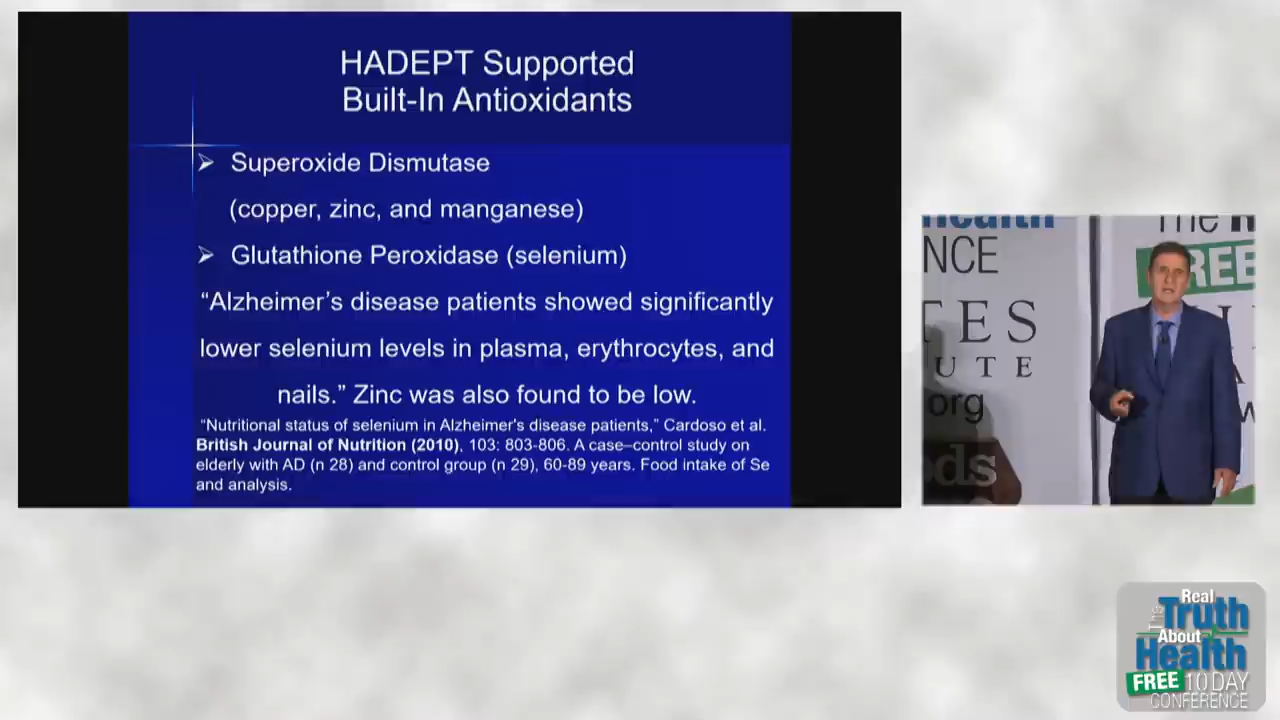 HADEPT Supported
Built-In Antioxidants
➢ Superoxide Dismutase
(copper, zinc, and manganese)
➢ Glutathione Peroxidase (selenium)
“Alzheimer’s disease patients showed significantly
lower selenium levels in plasma, erythrocytes, and
nails.” Zinc was also found to be low.
“Nutritional status of selenium in Alzheimer's disease patients,” Cardoso et al.
British Journal of Nutrition (2010), 103: 803-806. A case–control study on
elderly with AD (n 28) and control group (n 29), 60-89 years. Food intake of Se
and analysis.
Health
NCE
TES
UTE
org
ods
The
REE
The Real
Truth
About
Health
FREE 10 DAY
CONFERENCE